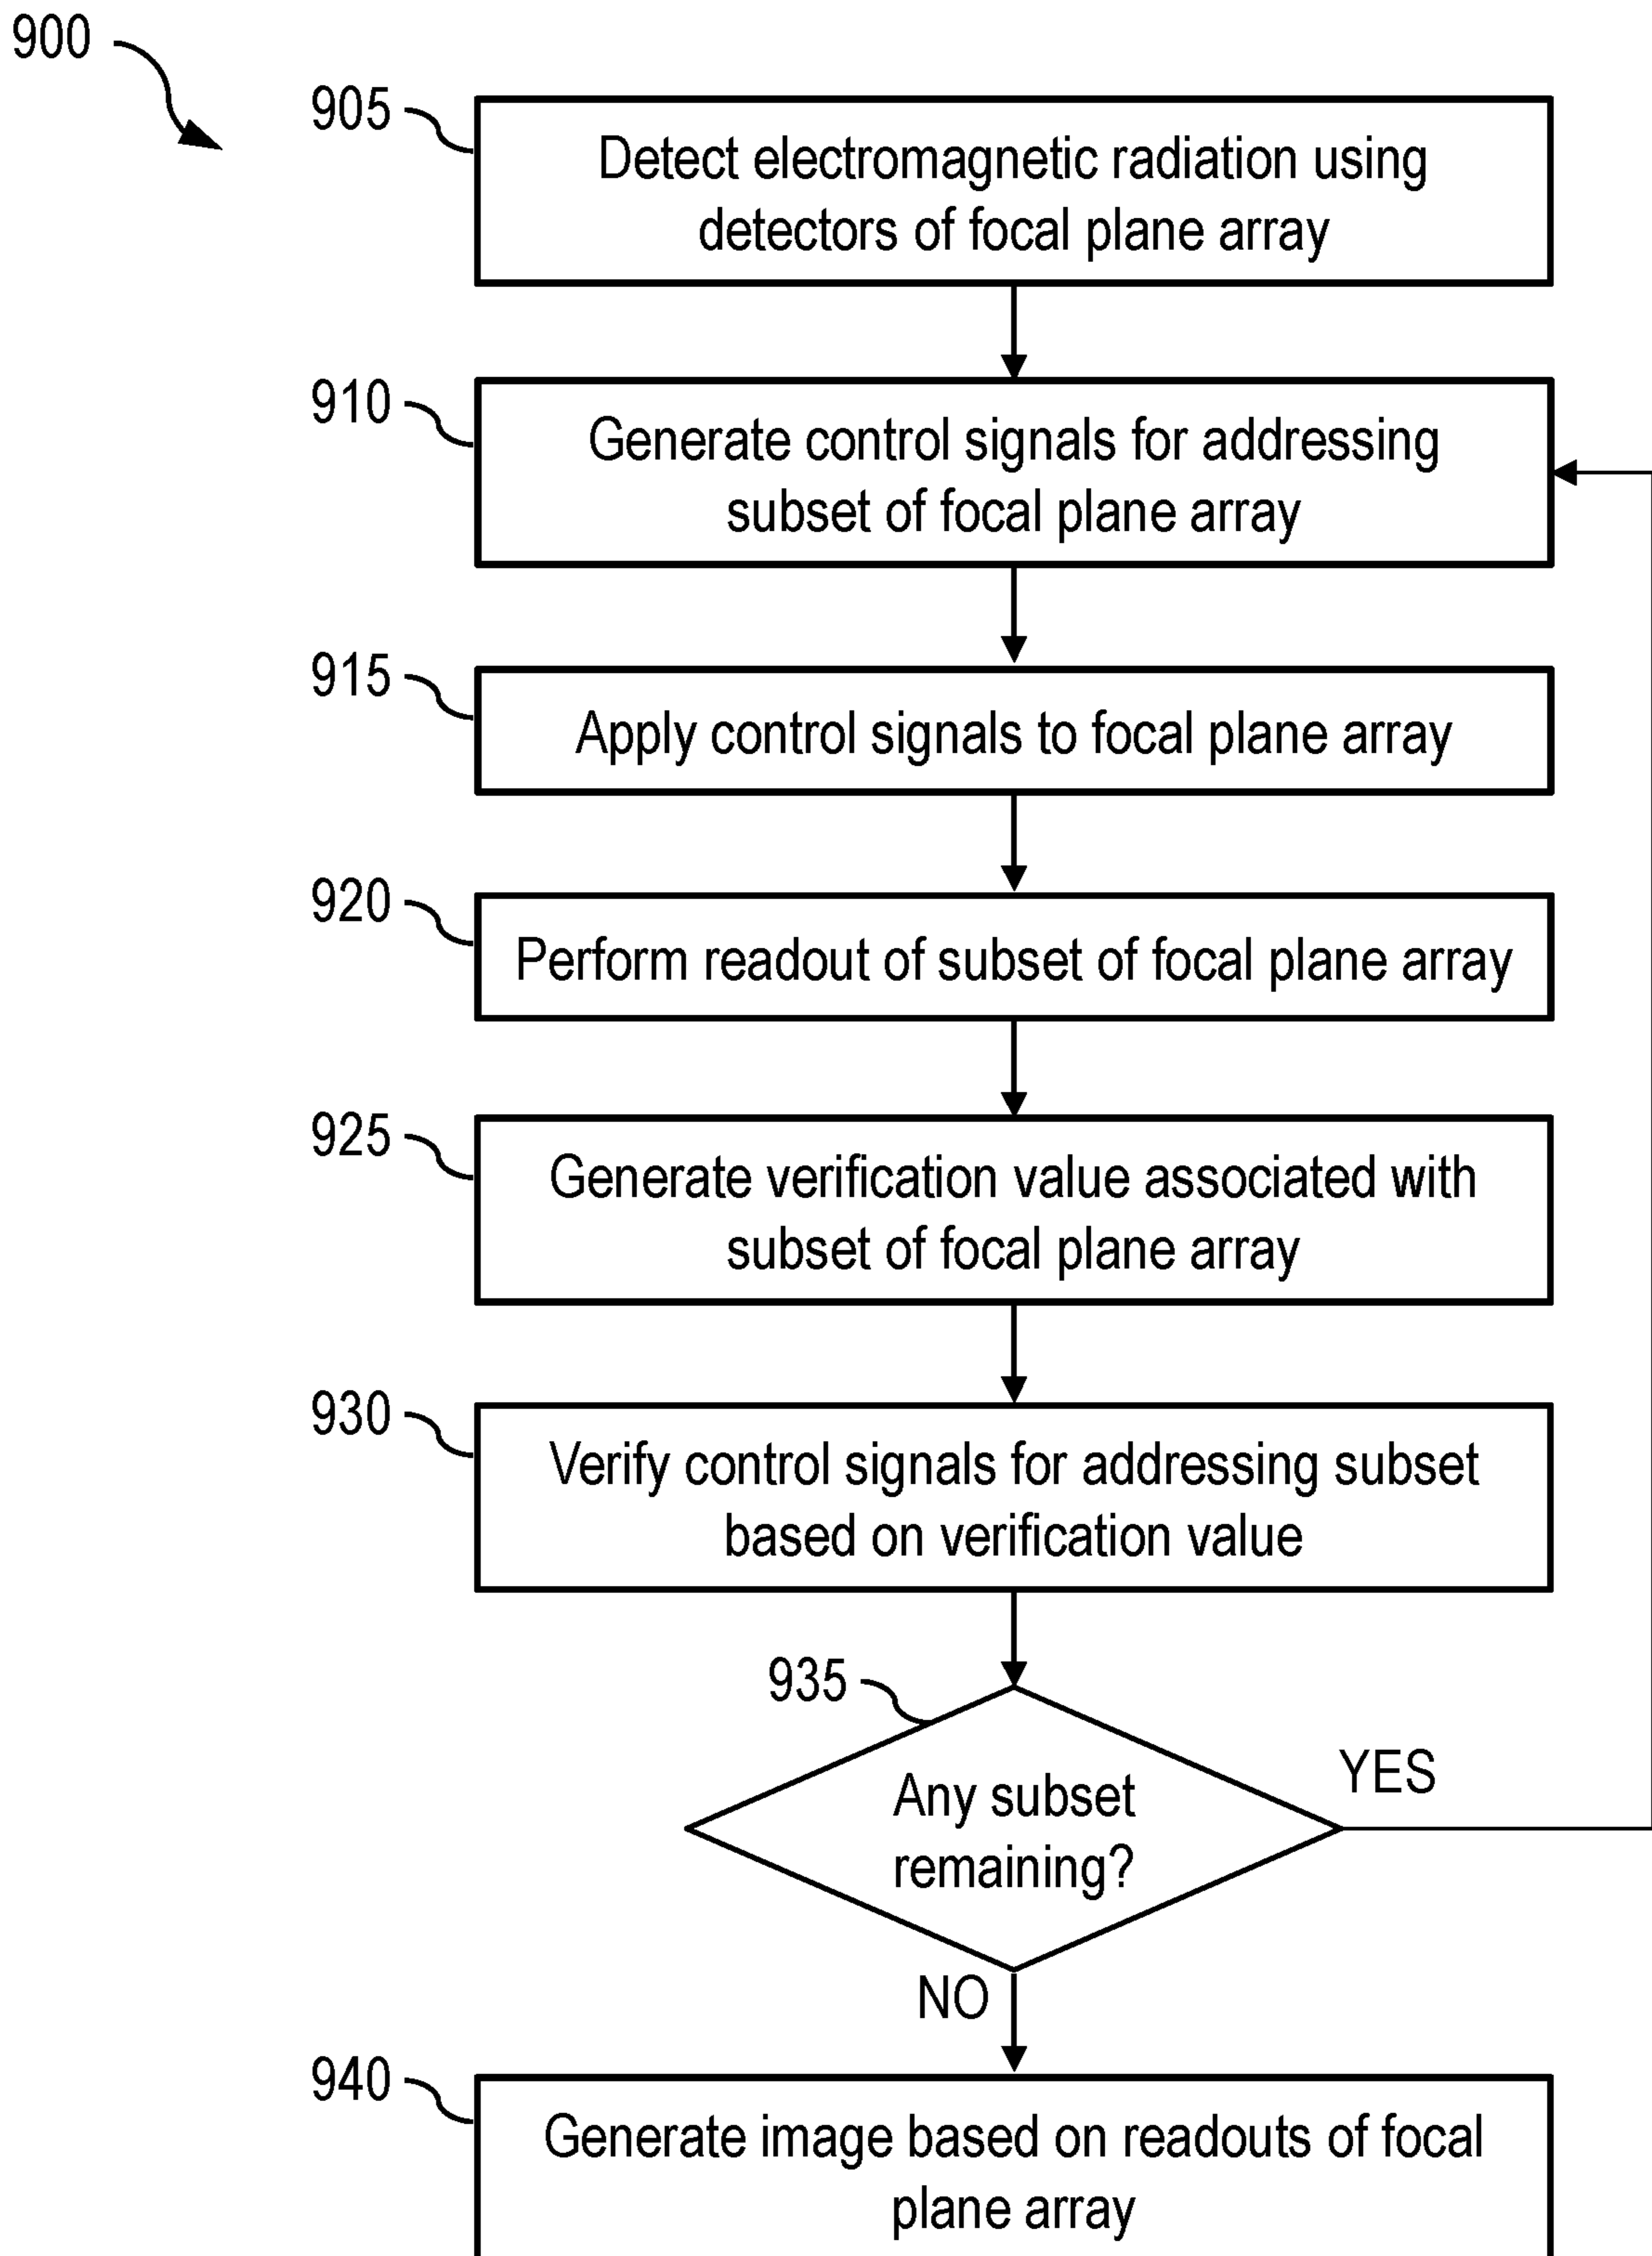 900
905
Detect electromagnetic radiation using
detectors of focal plane array
910
Generate control signals for addressing
subset of focal plane array
915
Apply control signals to focal plane array
920
Perform readout of subset of focal plane array
925
Generate verification value associated with
subset of focal plane array
930
Verify control signals for addressing subset
based on verification value
935
Any subset
remaining?
YES
NO
940
Generate image based on readouts of focal
plane array